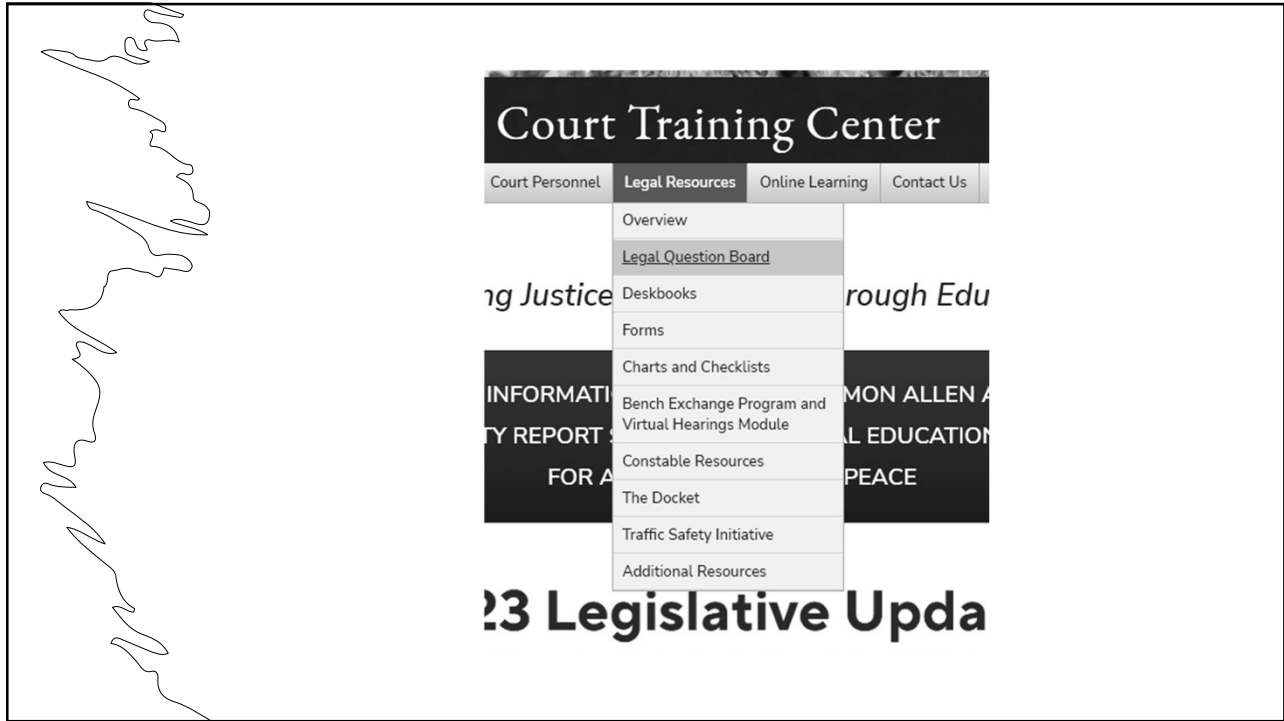 Court Training Center
Court Personnel Legal Resources Online Learning Contact Us
Overview
Legal Question Board
ng Justice rough Edu
Deskbooks
Forms
Charts and Checklists
INFORMATI MON ALLEN A
Bench Exchange Program and
Virtual Hearings Module
TY REPORT L EDUCATION
Constable Resources
FOR A PEACE
The Docket
Traffic Safety Initiative
Additional Resources
23 Legislative Upda